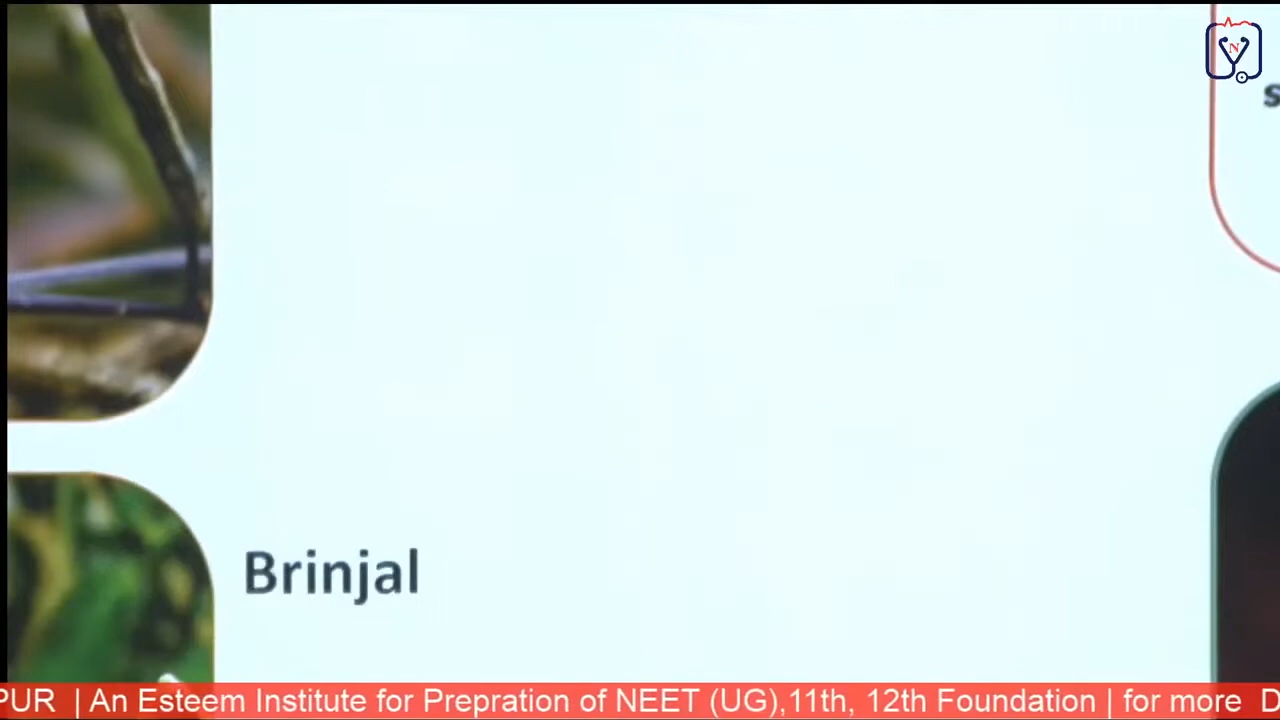 N
s
Brinjal
PUR | An Esteem Institute for Prepration of NEET (UG),11th, 12th Foundation | for more D